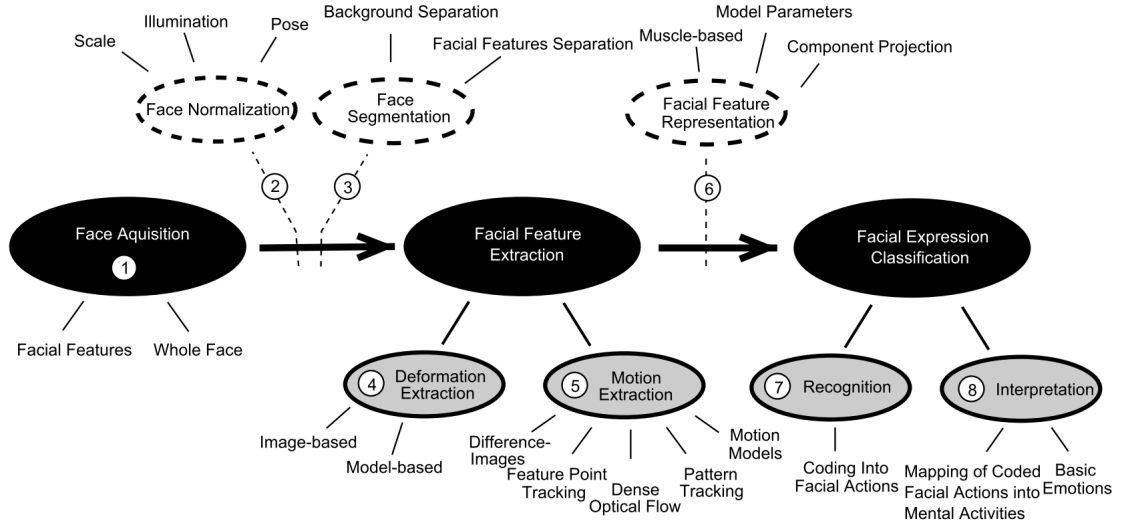 Scale
Illumination
Pose
Face Normalization
Background Separation
Facial Features Separation
Face
Segmentation
Muscle-based
Model Parameters
Component Projection
Facial Feature
Representation
2
3
6
Face Aquisition
1
Facial Features
Whole Face
Facial Feature
Extraction
Facial Expression
Classification
4
Deformation
Extraction
Image-based
Model-based
5
Motion
Extraction
Difference-
Images
Feature Point
Tracking
Dense
Optical Flow
Pattern
Tracking
Motion
Models
7
Recognition
Coding Into
Facial Actions
8
Interpretation
Mapping of Coded
Facial Actions into
Mental Activities
Basic
Emotions